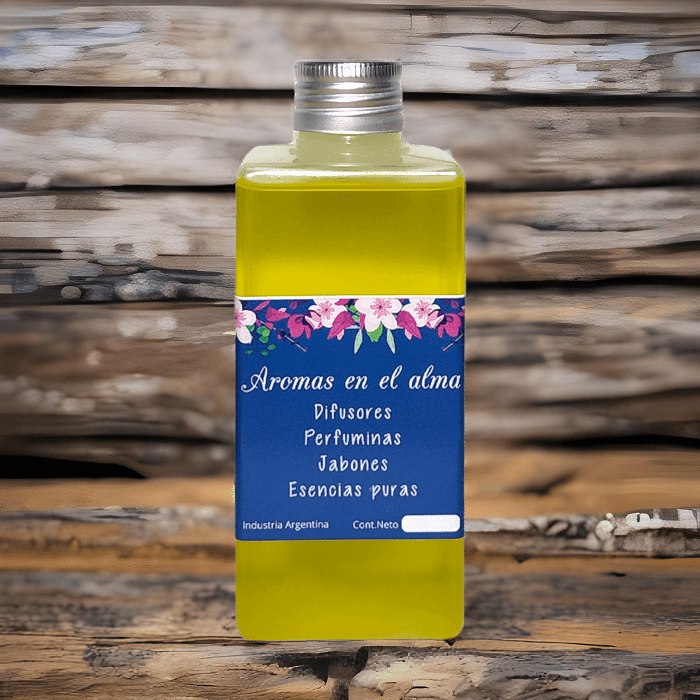 Aromas en el alma
Difusores
Perfuminas
Jabones
Esencias puras
Industria Argentina Cont.Neto